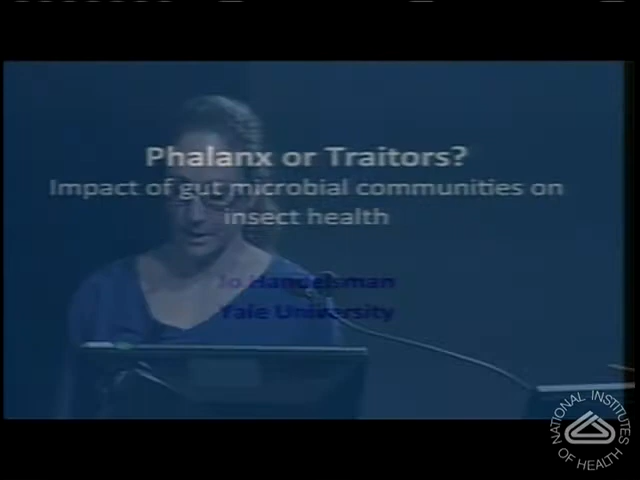 Phalanx or Traitors?
Impact of gut microbial communities on
insect health
Jo Handelsman
Yale University
NATIONAL INSTITUTES
OF HEALTH